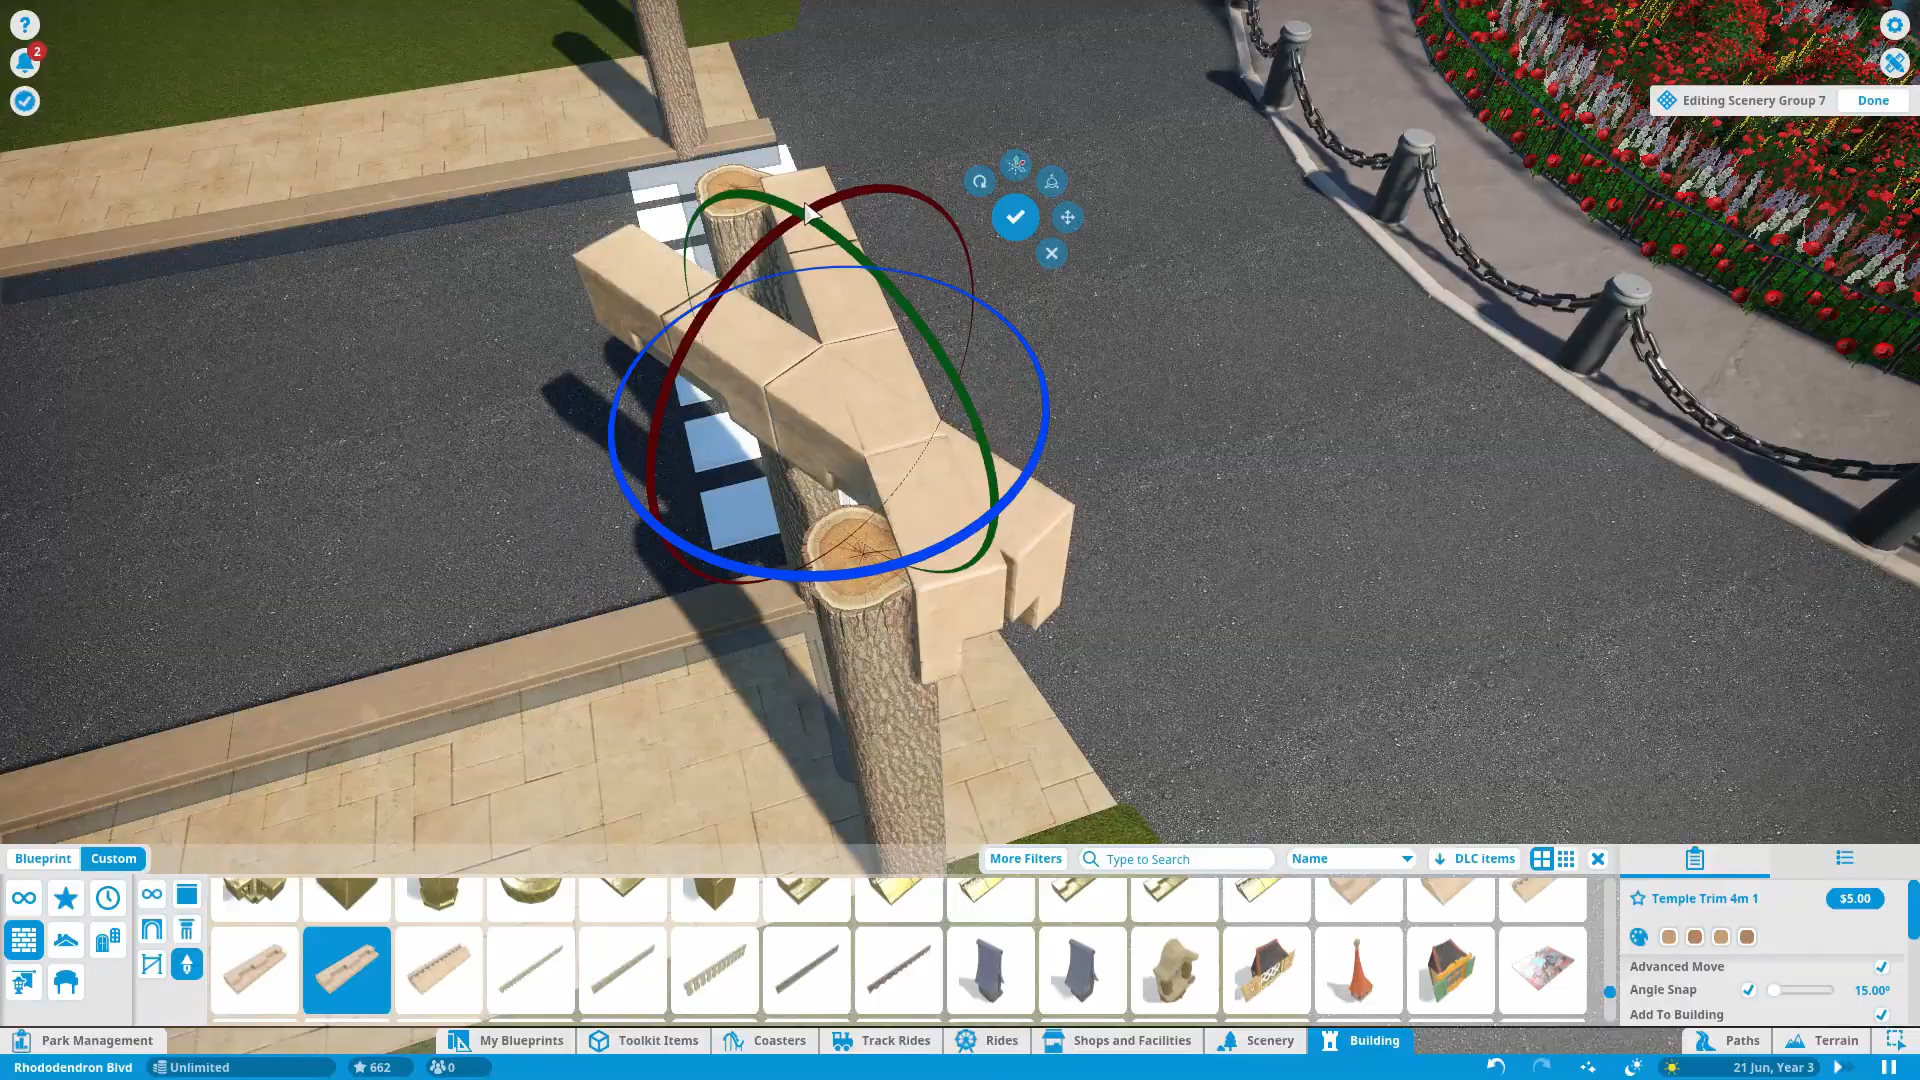 ?
2
Editing Scenery Group 7
Done
Blueprint
Custom
More Filters
Type to Search
Name
DLC items
Temple Trim 4m 1
$5.00
Advanced Move
Angle Snap
15.00°
Add To Building
Park Management
My Blueprints
Toolkit Items
Coasters
Track Rides
Rides
Shops and Facilities
Scenery
Building
Paths
Terrain
Rhododendron Blvd
Unlimited
662
0
21 Jun, Year 3